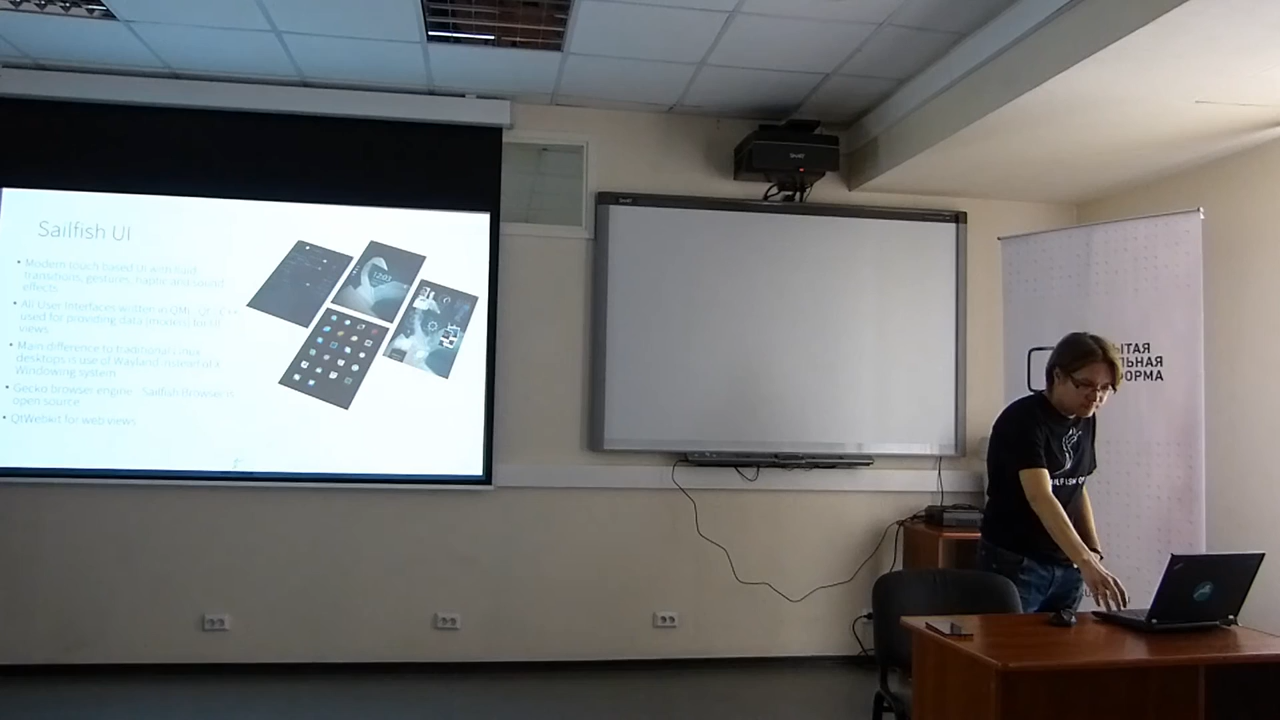 Sailfish UI
• Modern touch based UI with fluid
transitions, gestures, haptic and sound
effects.
• All User Interfaces written in QML, Qt / C++
used for providing data (models) for UI
views
• Main difference to traditional Linux
desktops is use of Wayland instead of X
Windowing system
• Gecko browser engine - Sailfish Browser is
open source
• QtWebkit for web views
12:03
SMART
ЫТАЯ
ЛЬНАЯ
ФОРМА